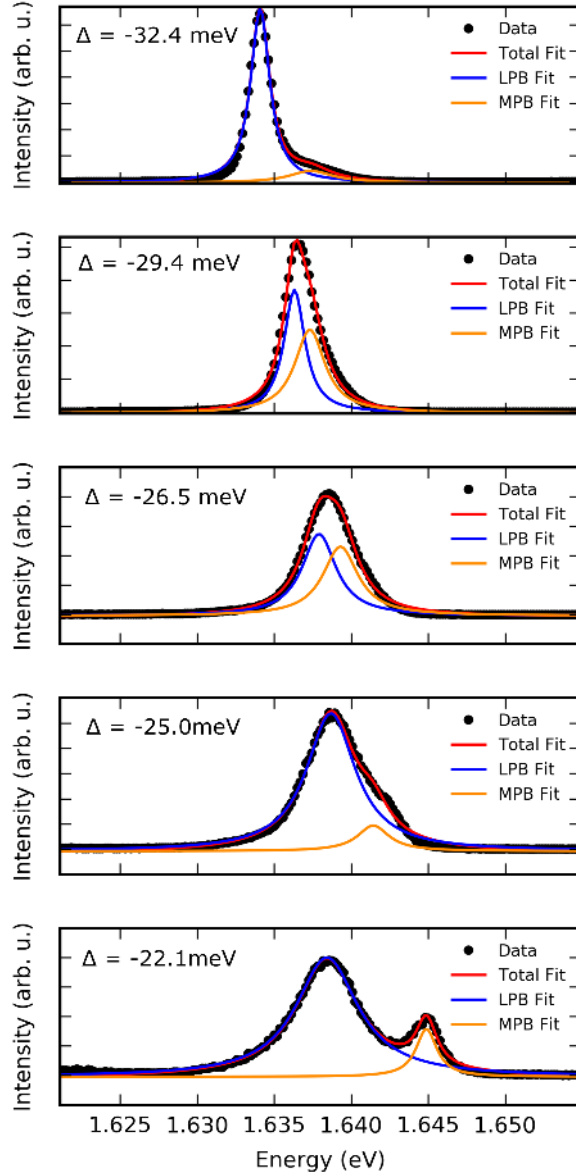 Δ = -32.4 meV
Data
Total Fit
LPB Fit
MPB Fit
Intensity (arb. u.)
Δ = -29.4 meV
Data
Total Fit
LPB Fit
MPB Fit
Intensity (arb. u.)
Δ = -26.5 meV
Data
Total Fit
LPB Fit
MPB Fit
Intensity (arb. u.)
Δ = -25.0meV
Data
Total Fit
LPB Fit
MPB Fit
Intensity (arb. u.)
Δ = -22.1meV
Data
Total Fit
LPB Fit
MPB Fit
Intensity (arb. u.)
1.625 1.630 1.635 1.640 1.645 1.650
Energy (eV)